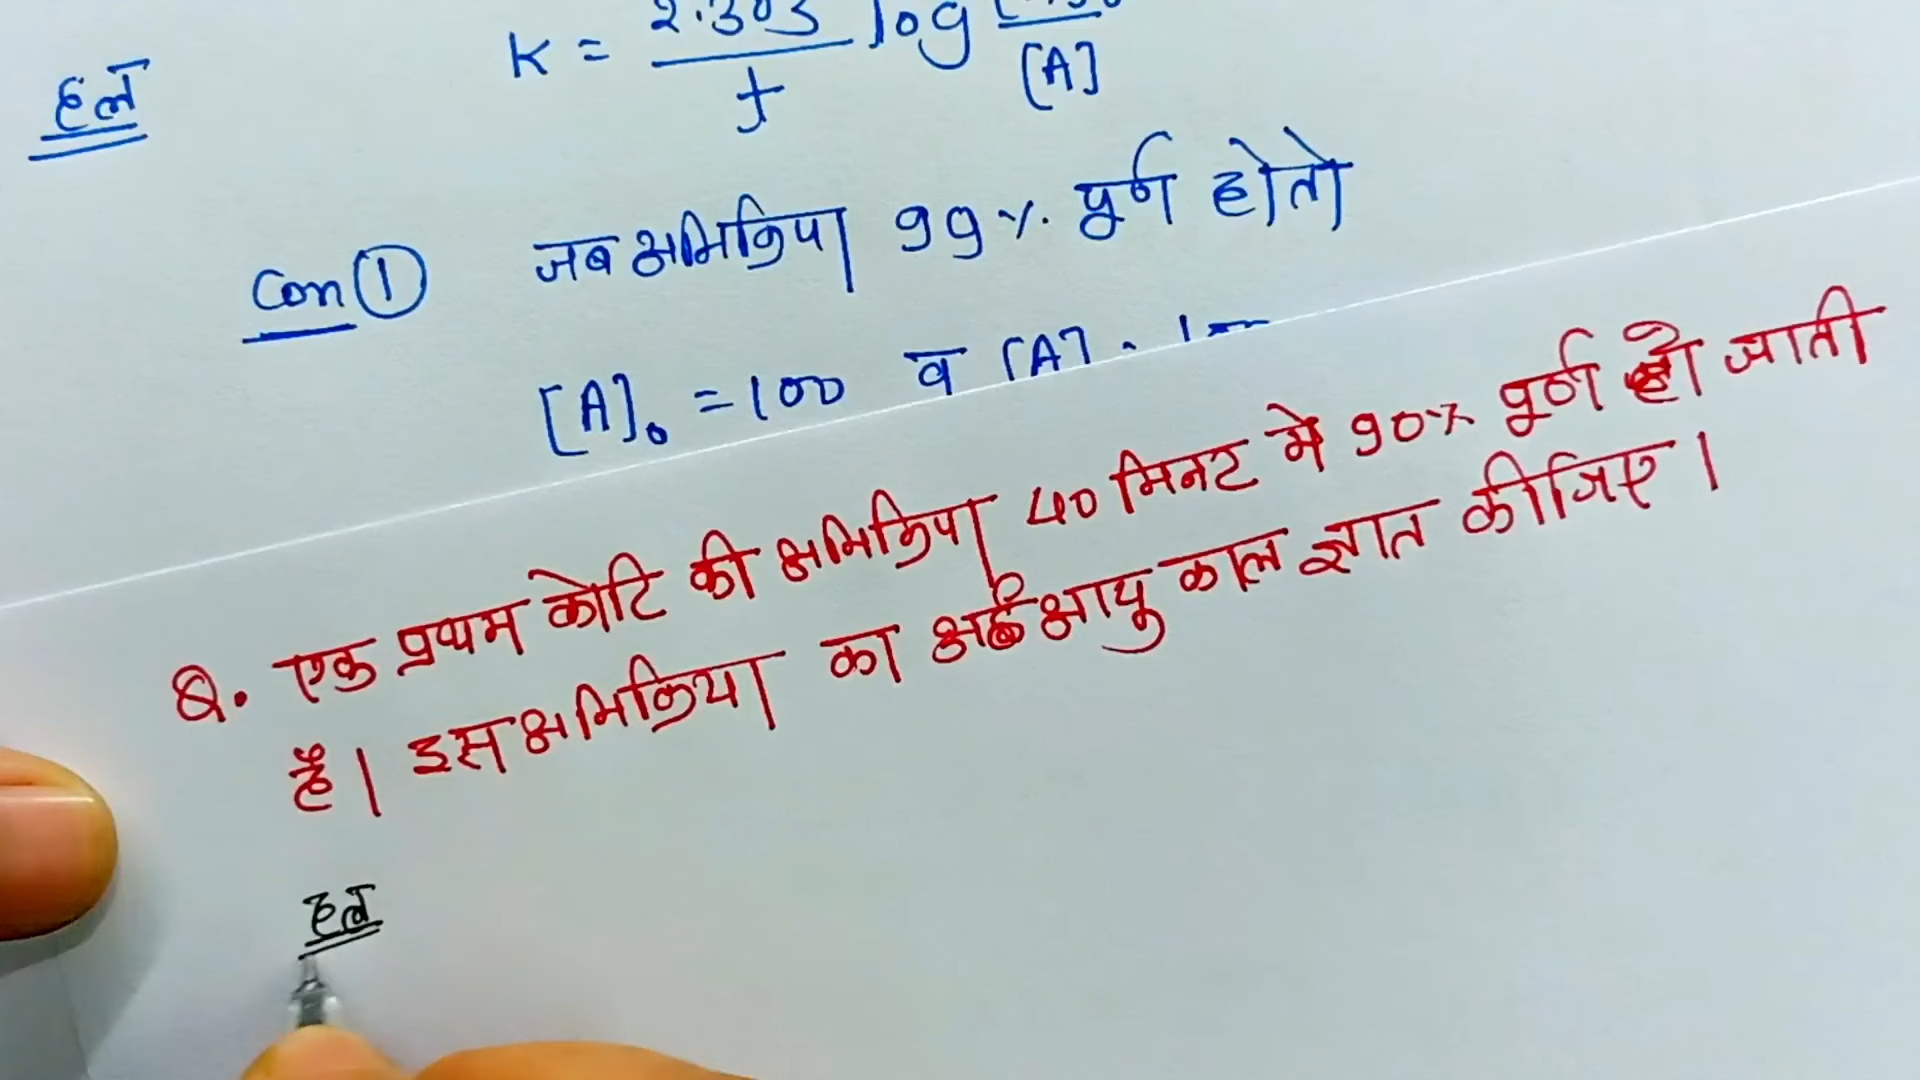 K = 2.303/t log /[A]
हल
Con ① जब अभिक्रिया 99% पूर्ण हो तो
[A]₀ = 100 व [A]
Q. एक प्रथम कोटि की अभिक्रिया 40 मिनट में 90% पूर्ण हो जाती
है। इस अभिक्रिया का अर्द्धआयु काल ज्ञात कीजिए।
हल